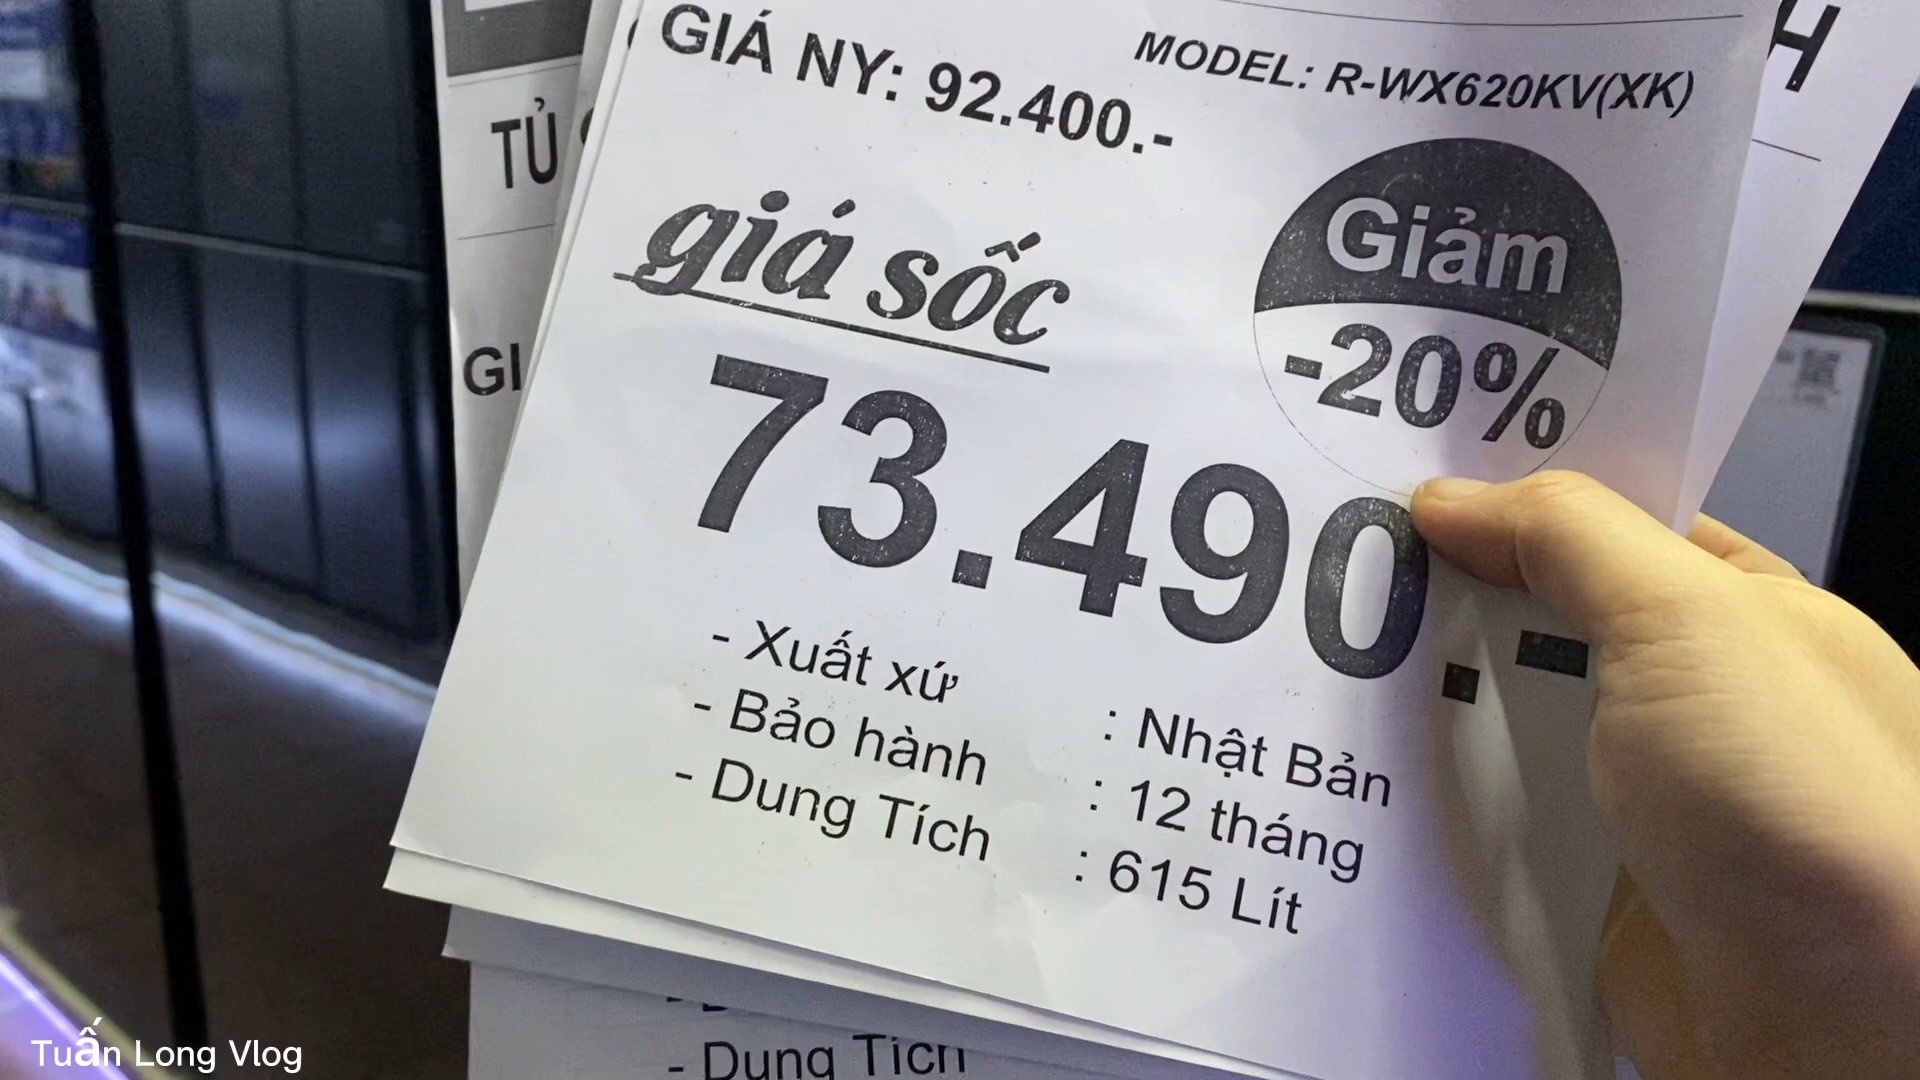 GIÁ NY: 92.400.-
MODEL: R-WX620KV(XK)
H
TỦ
giá sốc
Giảm
-20%
GI
73.490.-
- Xuất xứ : Nhật Bản
- Bảo hành : 12 tháng
- Dung Tích : 615 Lít
- Dung Tích
Tuấn Long Vlog